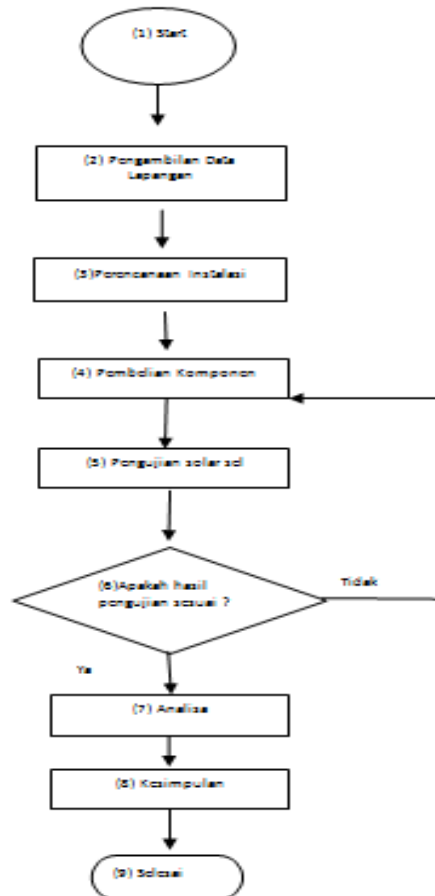 (1) Start
(2) Pengambilan Data
Lapangan
(3)Perencanaan Instalasi
(4) Pembelian Komponen
(5) Pengujian solar sel
(6)Apakah hasil
pengujian sesuai ?
Tidak
Ya
(7) Analisa
(8) Kesimpulan
(9) Selesai